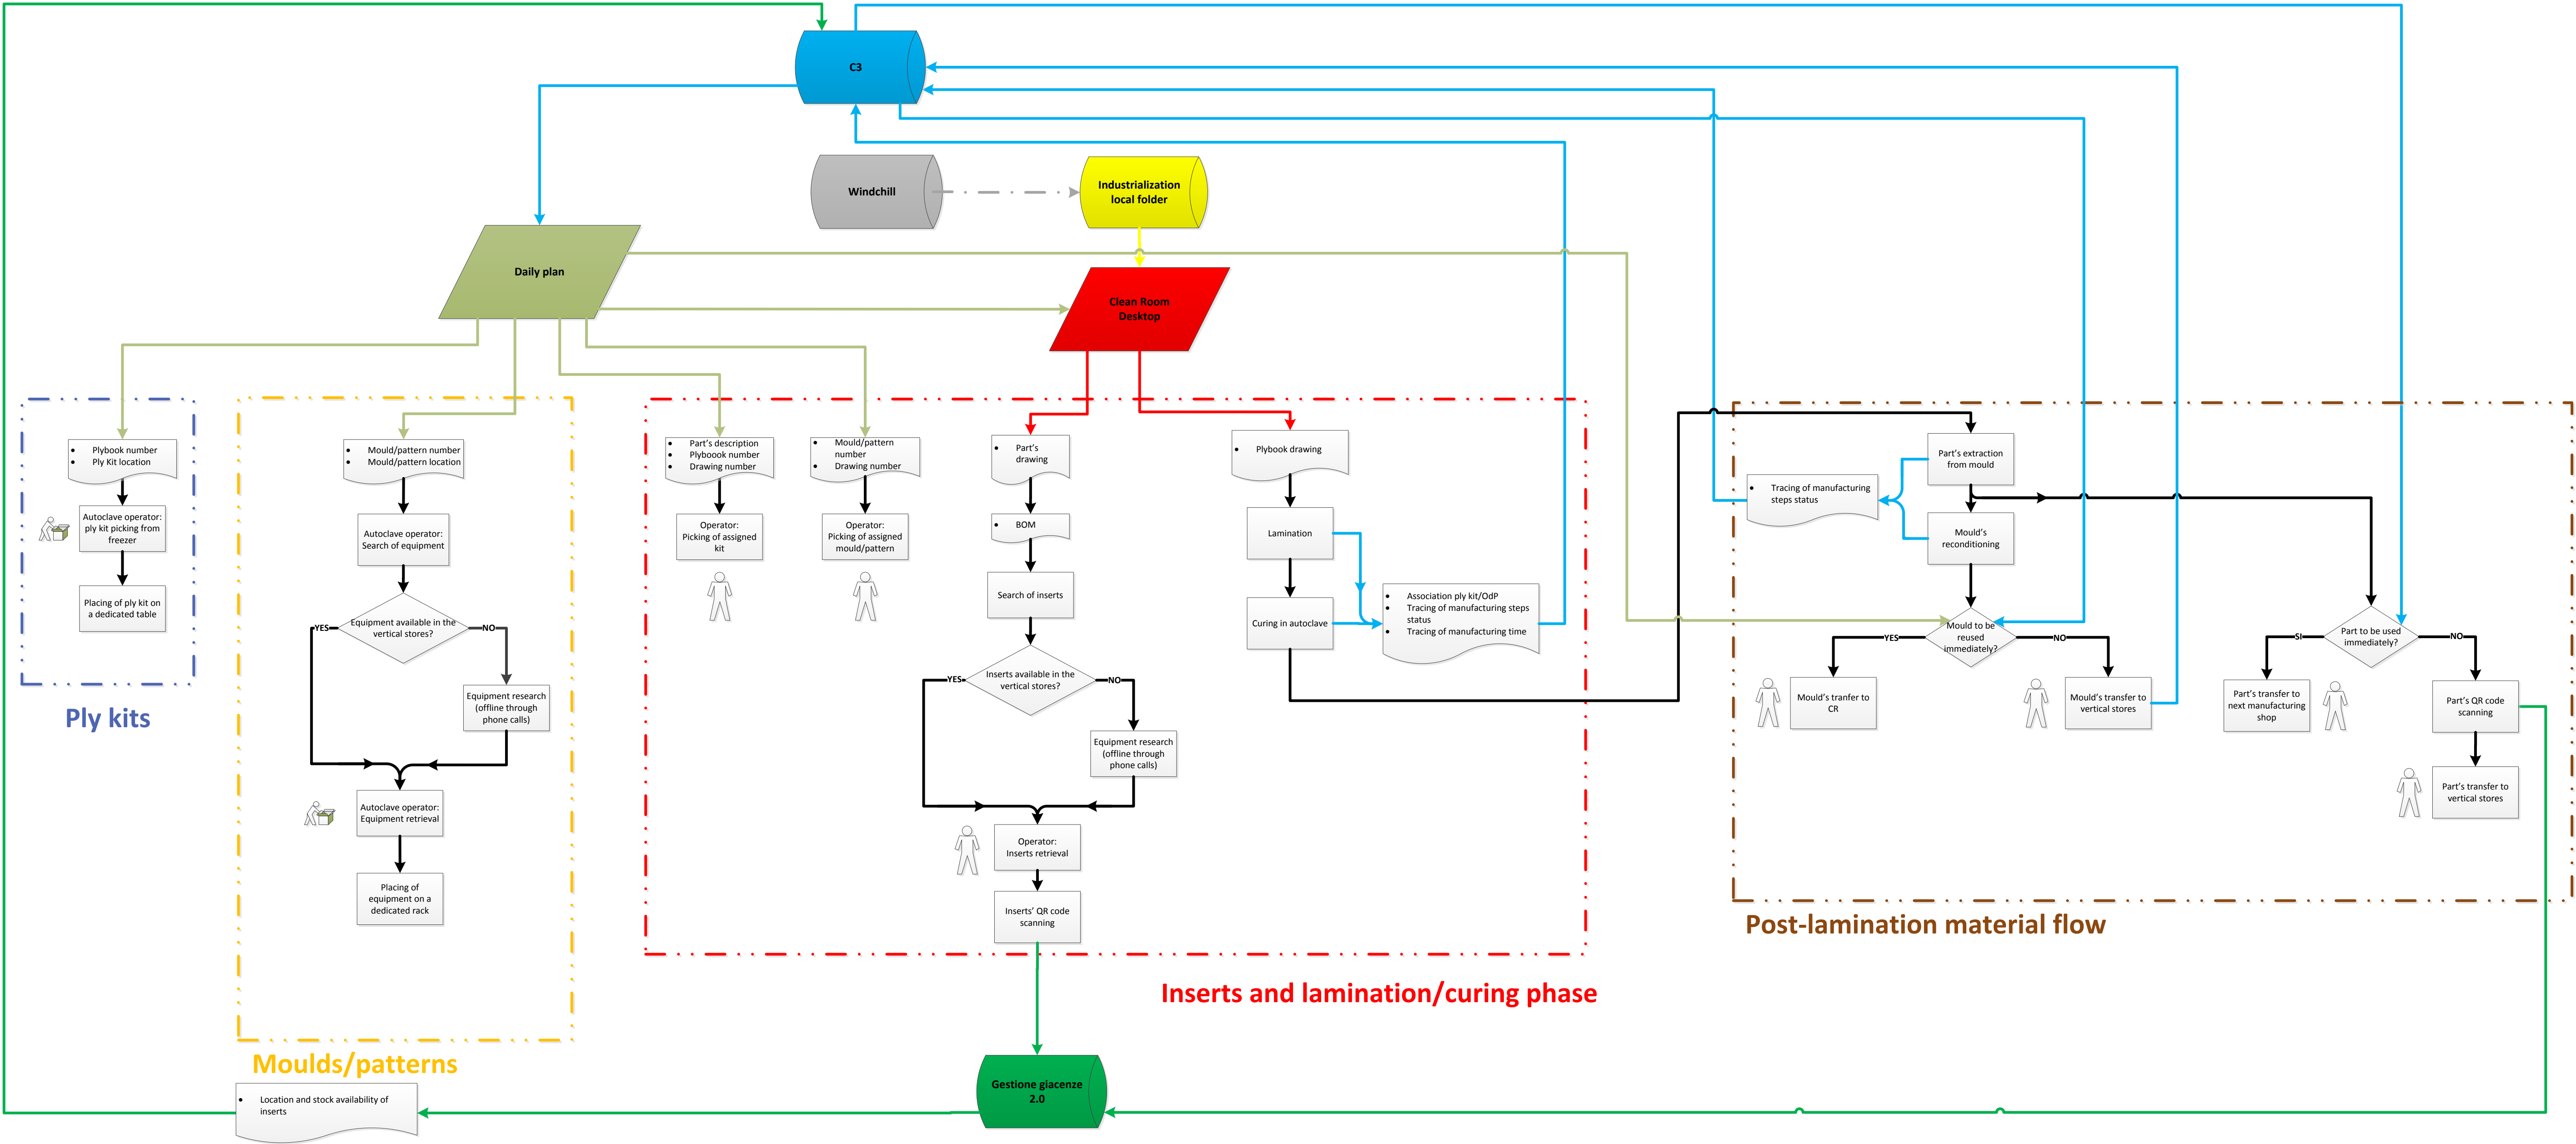 C3
Windchill
Industrialization
local folder
Daily plan
Clean Room
Desktop
• Plybook number
• Ply Kit location
Autoclave operator:
ply kit picking from
freezer
Placing of ply kit on
a dedicated table
Ply kits
• Mould/pattern number
• Mould/pattern location
Autoclave operator:
Search of equipment
Equipment available in the
vertical stores?
YES
NO
Equipment research
(offline through
phone calls)
Autoclave operator:
Equipment retrieval
Placing of
equipment on a
dedicated rack
Moulds/patterns
• Part's description
• Plyboook number
• Drawing number
Operator:
Picking of assigned
kit
• Mould/pattern
number
• Drawing number
Operator:
Picking of assigned
mould/pattern
• Part's
drawing
• BOM
Search of inserts
Inserts available in the
vertical stores?
YES
NO
Equipment research
(offline through
phone calls)
Operator:
Inserts retrieval
Inserts' QR code
scanning
• Plybook drawing
Lamination
Curing in autoclave
• Association ply kit/OdP
• Tracing of manufacturing steps
status
• Tracing of manufacturing time
Inserts and lamination/curing phase
Part's extraction
from mould
• Tracing of manufacturing
steps status
Mould's
reconditioning
Mould to be
reused
immediately?
YES
NO
Mould's tranfer to
CR
Mould's transfer to
vertical stores
Part to be used
immediately?
SI
NO
Part's transfer to
next manufacturing
shop
Part's QR code
scanning
Part's transfer to
vertical stores
Post-lamination material flow
Gestione giacenze
2.0
• Location and stock availability of
inserts